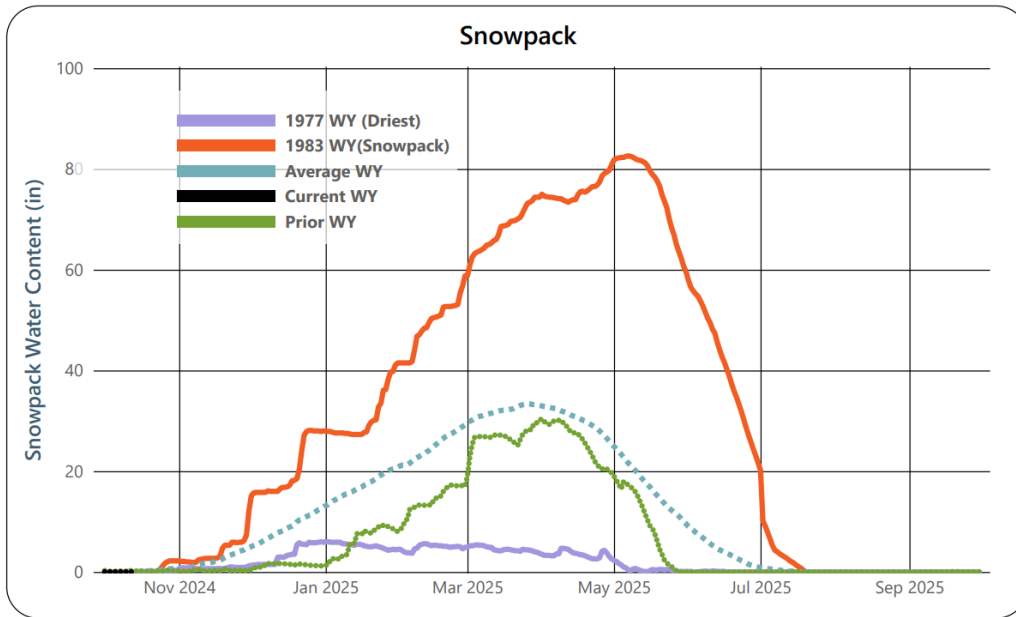 Snowpack
100
80
60
40
20
0
Snowpack Water Content (in)
1977 WY (Driest)
1983 WY(Snowpack)
Average WY
Current WY
Prior WY
Nov 2024
Jan 2025
Mar 2025
May 2025
Jul 2025
Sep 2025